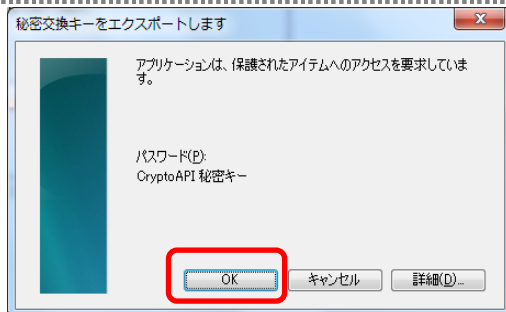 秘密交換キーをエクスポートします
アプリケーションは、保護されたアイテムへのアクセスを要求していま
す。
パスワード(P):
CryptoAPI 秘密キー
OK キャンセル 詳細(D)...